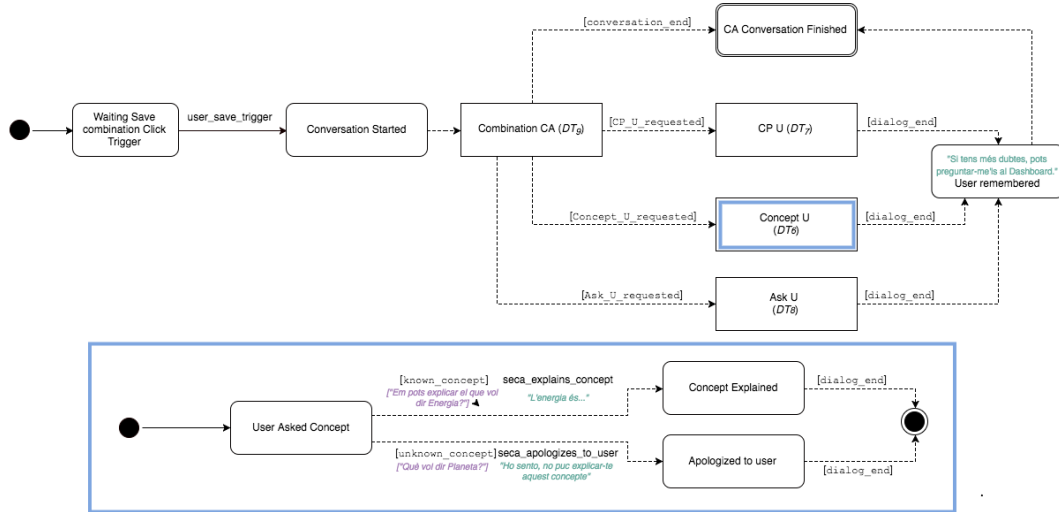 [conversation_end]
CA Conversation Finished
Waiting Save
combination Click
Trigger
user_save_trigger
Conversation Started
Combination CA (DT9)
[CP_U_requested]
CP U (DT7)
[dialog_end]
"Si tens més dubtes, pots
preguntar-me'ls al Dashboard."
User remembered
[Concept_U_requested]
Concept U
(DT6)
[dialog_end]
[Ask_U_requested]
Ask U
(DT8)
[dialog_end]
[known_concept] seca_explains_concept
["Em pots explicar el que vol
dir Energia?"]
"L'energia és..."
Concept Explained
[dialog_end]
User Asked Concept
[unknown_concept] seca_apologizes_to_user
["Què vol dir Planeta?"]
"Ho sento, no puc explicar-te
aquest concepte"
Apologized to user
[dialog_end]
.